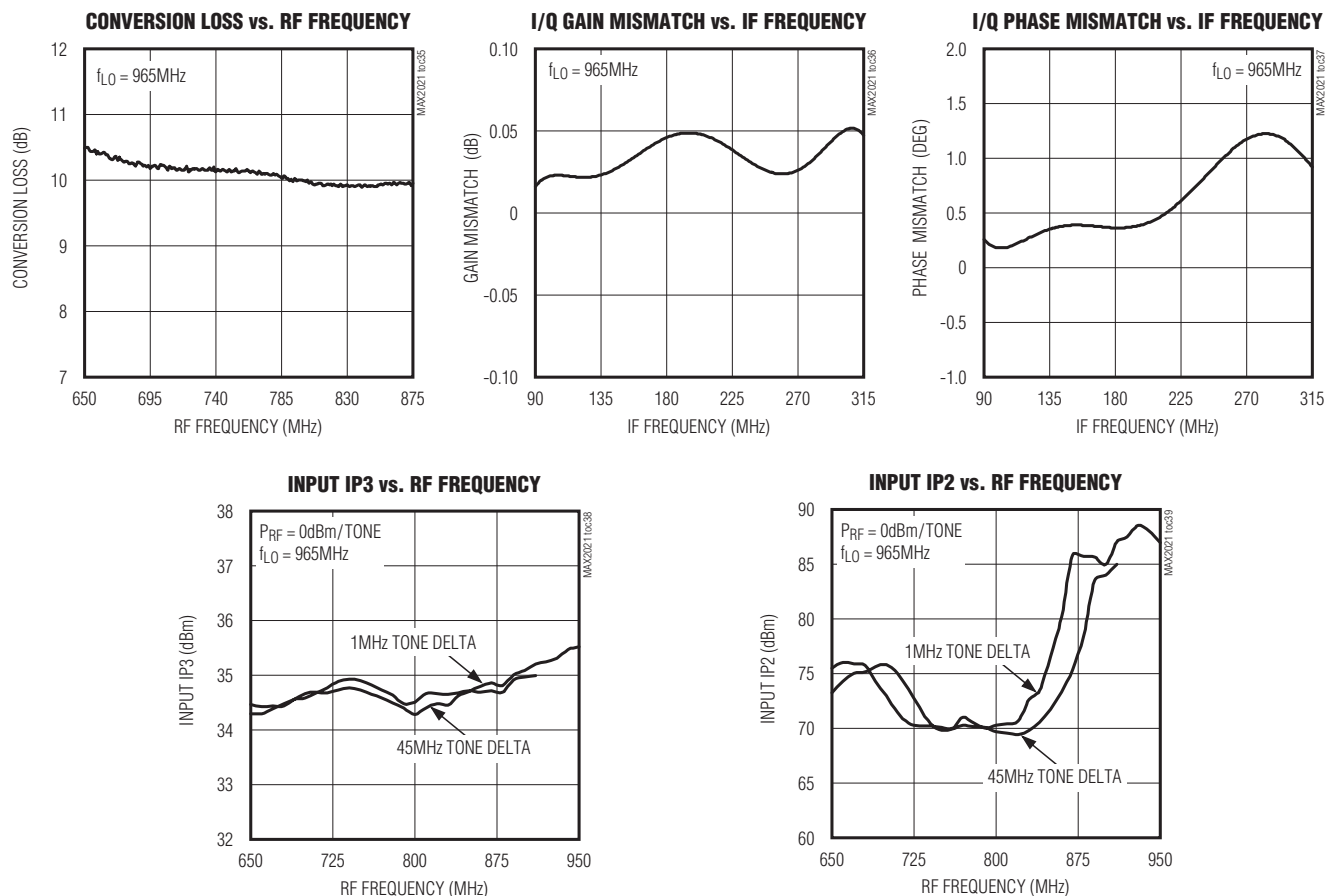 CONVERSION LOSS vs. RF FREQUENCY
12
11
10
9
8
7
CONVERSION LOSS (dB)
fLO = 965MHz
MAX2021 toc35
650 695 740 785 830 875
RF FREQUENCY (MHz)
I/Q GAIN MISMATCH vs. IF FREQUENCY
0.10
0.05
0
-0.05
-0.10
GAIN MISMATCH (dB)
fLO = 965MHz
MAX2021 toc36
90 135 180 225 270 315
IF FREQUENCY (MHz)
I/Q PHASE MISMATCH vs. IF FREQUENCY
2.0
1.5
1.0
0.5
0
-0.5
-1.0
PHASE MISMATCH (DEG)
fLO = 965MHz
MAX2021 toc37
90 135 180 225 270 315
IF FREQUENCY (MHz)
INPUT IP3 vs. RF FREQUENCY
38
37
36
35
34
33
32
INPUT IP3 (dBm)
PRF = 0dBm/TONE
fLO = 965MHz
MAX2021 toc38
1MHz TONE DELTA
45MHz TONE DELTA
650 725 800 875 950
RF FREQUENCY (MHz)
INPUT IP2 vs. RF FREQUENCY
90
85
80
75
70
65
60
INPUT IP2 (dBm)
PRF = 0dBm/TONE
fLO = 965MHz
MAX2021 toc39
1MHz TONE DELTA
45MHz TONE DELTA
650 725 800 875 950
RF FREQUENCY (MHz)